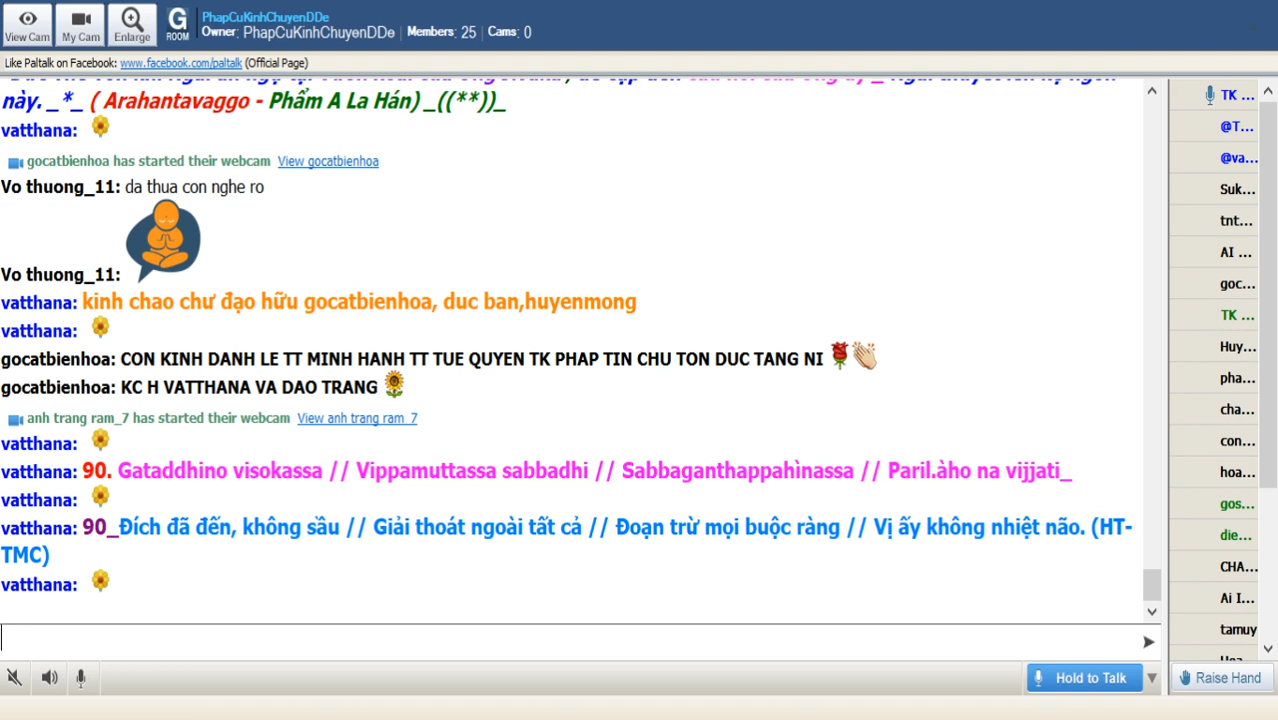 PhapCuKinhChuyenDDe
Owner: PhapCuKinhChuyenDDe | Members: 25 | Cams: 0
View Cam
My Cam
Enlarge
G
ROOM
Like Paltalk on Facebook: www.facebook.com/paltalk (Official Page)
này. _*_ ( Arahantavaggo - Phẩm A La Hán) _((**))_
vatthana:
gocatbienhoa has started their webcam View gocatbienhoa
Vo thuong_11: da thua con nghe ro
Vo thuong_11:
vatthana: kinh chao chư đạo hữu gocatbienhoa, duc ban,huyenmong
vatthana:
gocatbienhoa: CON KINH DANH LE TT MINH HANH TT TUE QUYEN TK PHAP TIN CHU TON DUC TANG NI
gocatbienhoa: KC H VATTHANA VA DAO TRANG
anh trang ram_7 has started their webcam View anh trang ram_7
vatthana:
vatthana: 90. Gataddhino visokassa // Vippamuttassa sabbadhi // Sabbaganthappahìnassa // Paril.àho na vijjati_
vatthana:
vatthana: 90_Đích đã đến, không sầu // Giải thoát ngoài tất cả // Đoạn trừ mọi buộc ràng // Vị ấy không nhiệt não. (HT-
TMC)
vatthana:
TK ...
@T...
@va...
Suk...
tnt...
AI ...
goc...
TK ...
Huy...
pha...
cha...
con...
hoa...
gos...
die...
CHA...
Ai I...
tamuy
Hold to Talk
Raise Hand